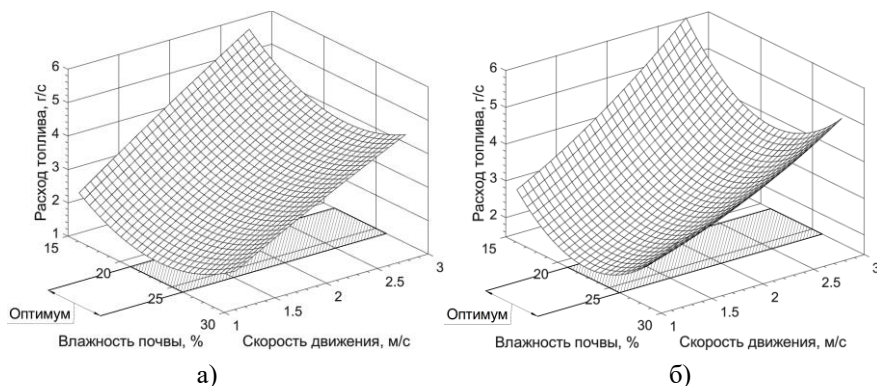 6
5
4
3
2
1
Расход топлива, г/с
15
20
25
30
Оптимум
Влажность почвы, %
1
1.5
2
2.5
3
Скорость движения, м/с
а)
6
5
4
3
2
Расход топлива, г/с
15
20
25
30
Оптимум
Влажность почвы, %
1
1.5
2
2.5
3
Скорость движения, м/с
б)